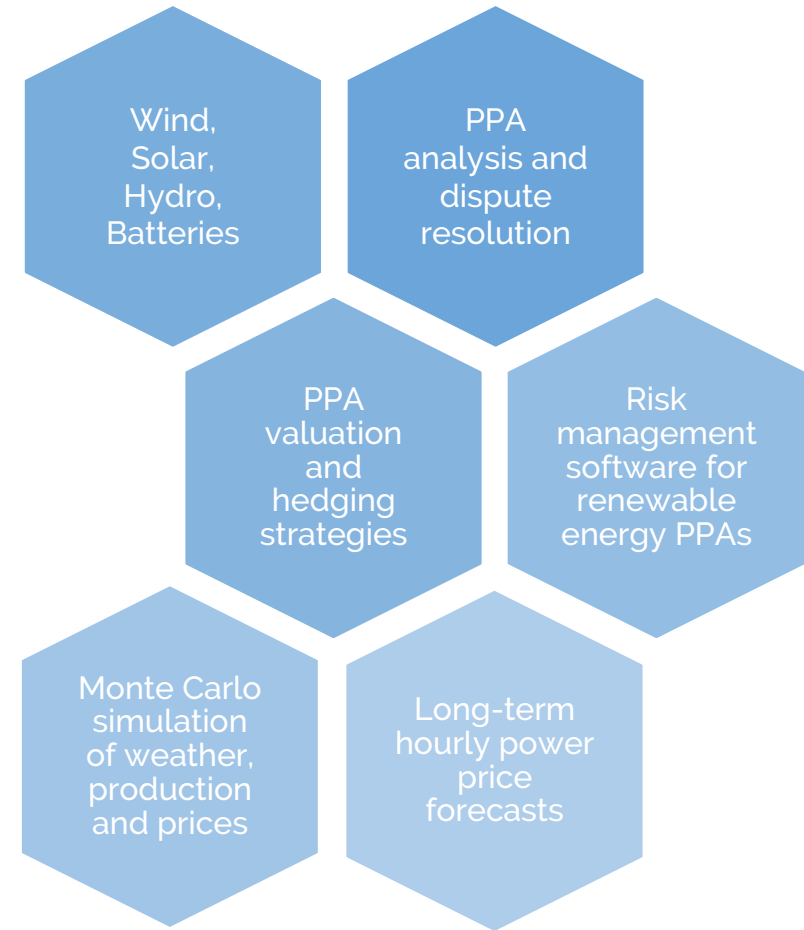 Wind,
Solar,
Hydro,
Batteries
PPA
analysis and
dispute
resolution
PPA
valuation
and
hedging
strategies
Risk
management
software for
renewable
energy PPAs
Monte Carlo
simulation
of weather,
production
and prices
Long-term
hourly power
price
forecasts